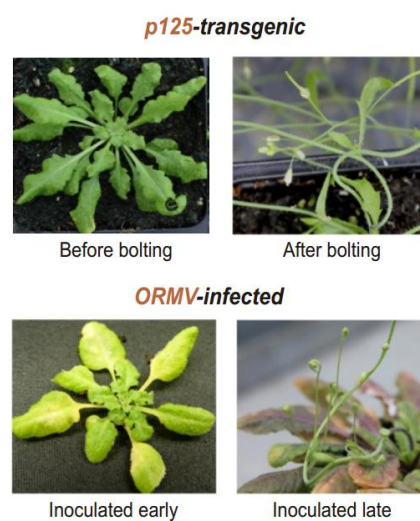 p125-transgenic
Before bolting
After bolting
ORMV-infected
Inoculated early
Inoculated late